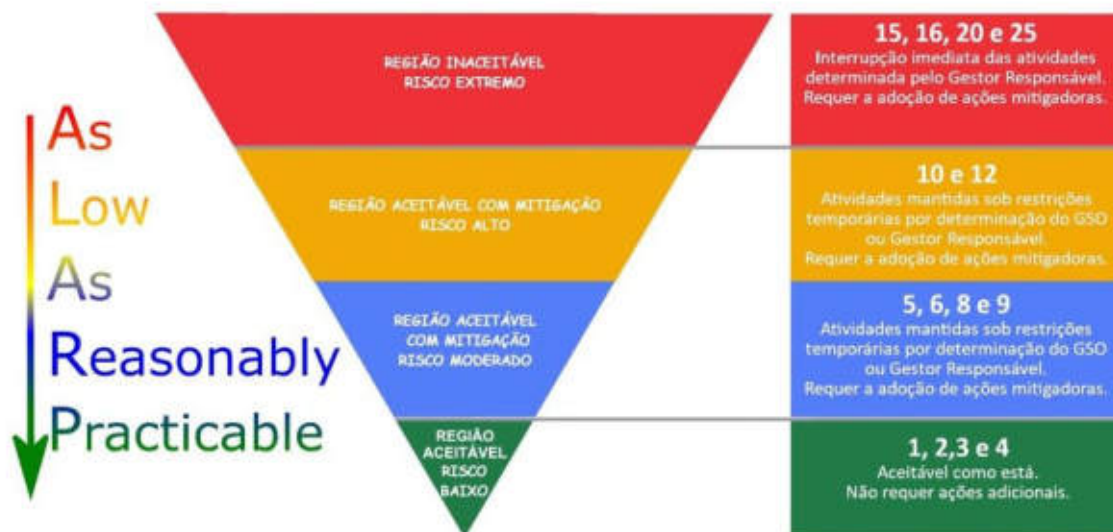 As
Low
As
Reasonably
Practicable
REGIÃO INACEITÁVEL
RISCO EXTREMO
REGIÃO ACEITÁVEL COM MITIGAÇÃO
RISCO ALTO
REGIÃO ACEITÁVEL
COM MITIGAÇÃO
RISCO MODERADO
REGIÃO
ACEITÁVEL
RISCO
BAIXO
15, 16, 20 e 25
Interrupção imediata das atividades
determinada pelo Gestor Responsável.
Requer a adoção de ações mitigadoras.
10 e 12
Atividades mantidas sob restrições
temporárias por determinação do GSO
ou Gestor Responsável.
Requer a adoção de ações mitigadoras.
5, 6, 8 e 9
Atividades mantidas sob restrições
temporárias por determinação do GSO
ou Gestor Responsável.
Requer a adoção de ações mitigadoras.
1, 2,3 e 4
Aceitável como está.
Não requer ações adicionais.